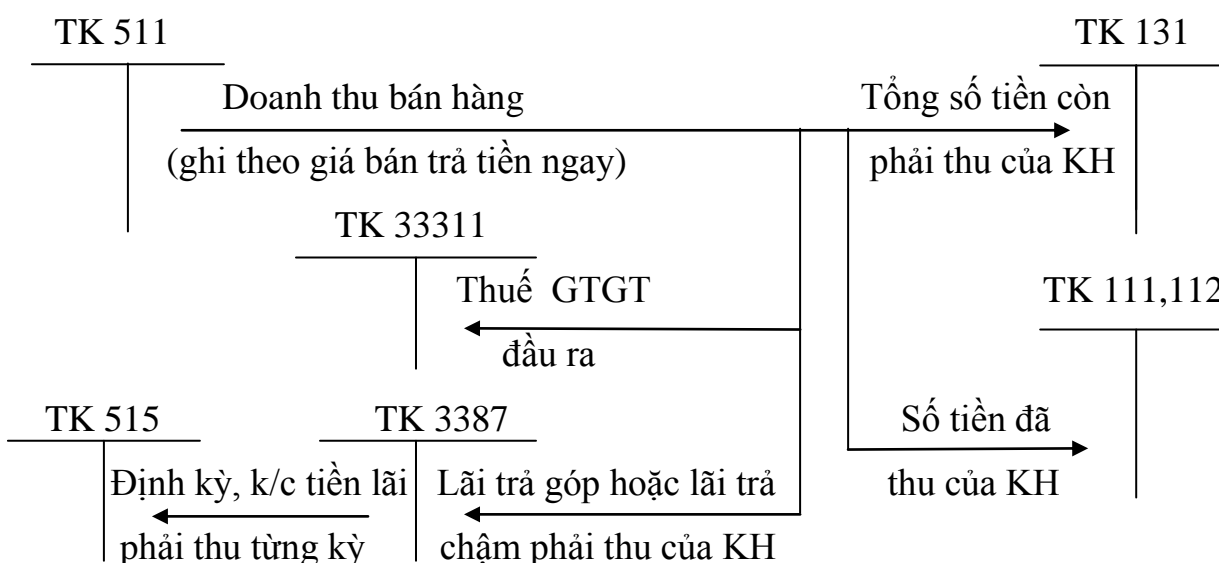 TK 511
TK 131
Doanh thu bán hàng
Tổng số tiền còn
(ghi theo giá bán trả tiền ngay)
phải thu của KH
TK 33311
Thuế GTGT
TK 111,112
đầu ra
TK 515
TK 3387
Số tiền đã
Định kỳ, k/c tiền lãi
Lãi trả góp hoặc lãi trả
thu của KH
phải thu từng kỳ
chậm phải thu của KH